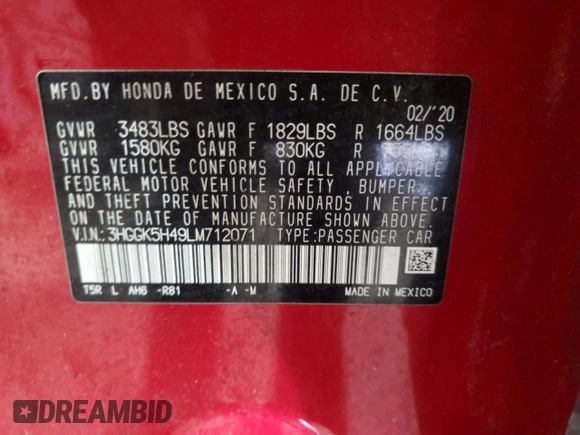 MFD.BY HONDA DE MEXICO S.A. DE C.V.
02/'20
GVWR 3483LBS GAWR F 1829LBS R 1664LBS
GVWR 1580KG GAWR F 830KG R 755KG
THIS VEHICLE CONFORMS TO ALL APPLICABLE
FEDERAL MOTOR VEHICLE SAFETY, BUMPER,
AND THEFT PREVENTION STANDARDS IN EFFECT
ON THE DATE OF MANUFACTURE SHOWN ABOVE.
V.I.N.: 3HGGK5H49LM712071 TYPE:PASSENGER CAR
T5R L AH6 -R81 -A -M MADE IN MEXICO
DREAMBID